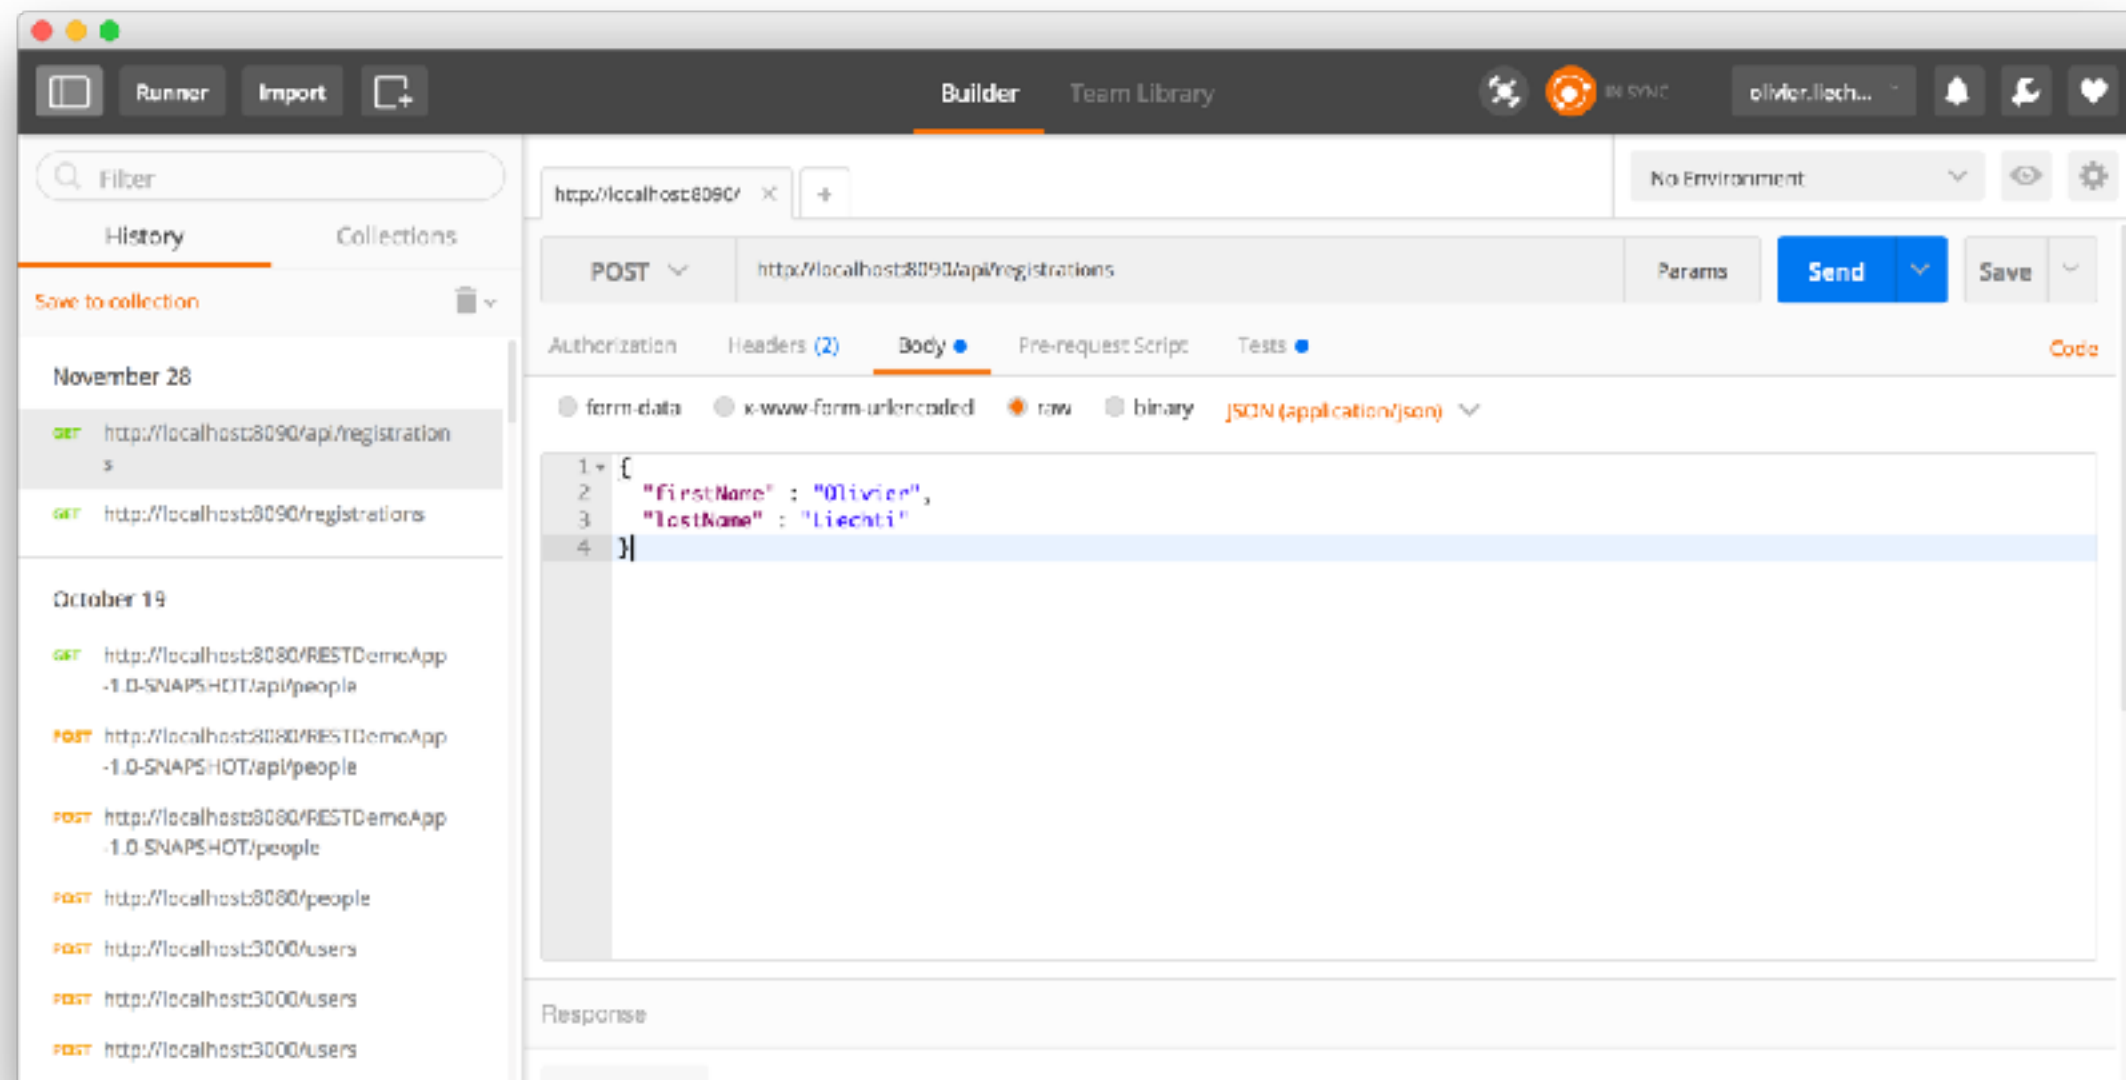 Runner Import Builder Team Library IN SYNC olivier.liech...
Filter
http://localhost:8090/ × + No Environment
History Collections
POST http://localhost:8090/api/registrations Params Send Save
Save to collection
Authorization Headers (2) Body Pre-request Script Tests Code
November 28
form-data x-www-form-urlencoded raw binary JSON (application/json)
GET http://localhost:8090/api/registration
s
GET http://localhost:8090/registrations
1 {
2 "firstName" : "Olivier",
3 "lastName" : "Liechti"
4 }
October 19
GET http://localhost:8080/RESTDemoApp
-1.0-SNAPSHOT/api/people
POST http://localhost:8080/RESTDemoApp
-1.0-SNAPSHOT/api/people
POST http://localhost:8080/RESTDemoApp
-1.0-SNAPSHOT/people
POST http://localhost:8080/people
POST http://localhost:3000/users
POST http://localhost:3000/users
POST http://localhost:3000/users
Response